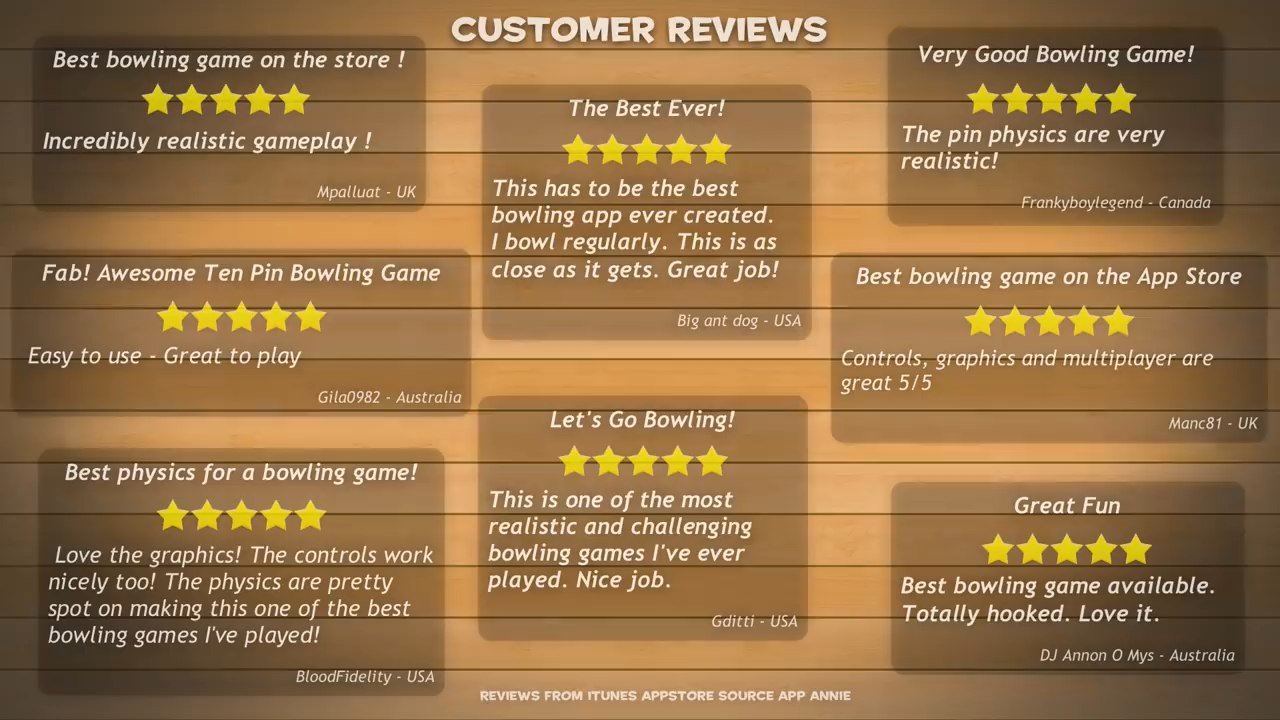 CUSTOMER REVIEWS
Best bowling game on the store !
Incredibly realistic gameplay !
Mpalluat - UK
The Best Ever!
This has to be the best
bowling app ever created.
I bowl regularly. This is as
close as it gets. Great job!
Big ant dog - USA
Very Good Bowling Game!
The pin physics are very
realistic!
Frankyboylegend - Canada
Fab! Awesome Ten Pin Bowling Game
Easy to use - Great to play
Gila0982 - Australia
Best bowling game on the App Store
Controls, graphics and multiplayer are
great 5/5
Manc81 - UK
Best physics for a bowling game!
Love the graphics! The controls work
nicely too! The physics are pretty
spot on making this one of the best
bowling games I've played!
BloodFidelity - USA
Let's Go Bowling!
This is one of the most
realistic and challenging
bowling games I've ever
played. Nice job.
Gditti - USA
Great Fun
Best bowling game available.
Totally hooked. Love it.
DJ Annon O Mys - Australia
REVIEWS FROM ITUNES APPSTORE SOURCE APP ANNIE